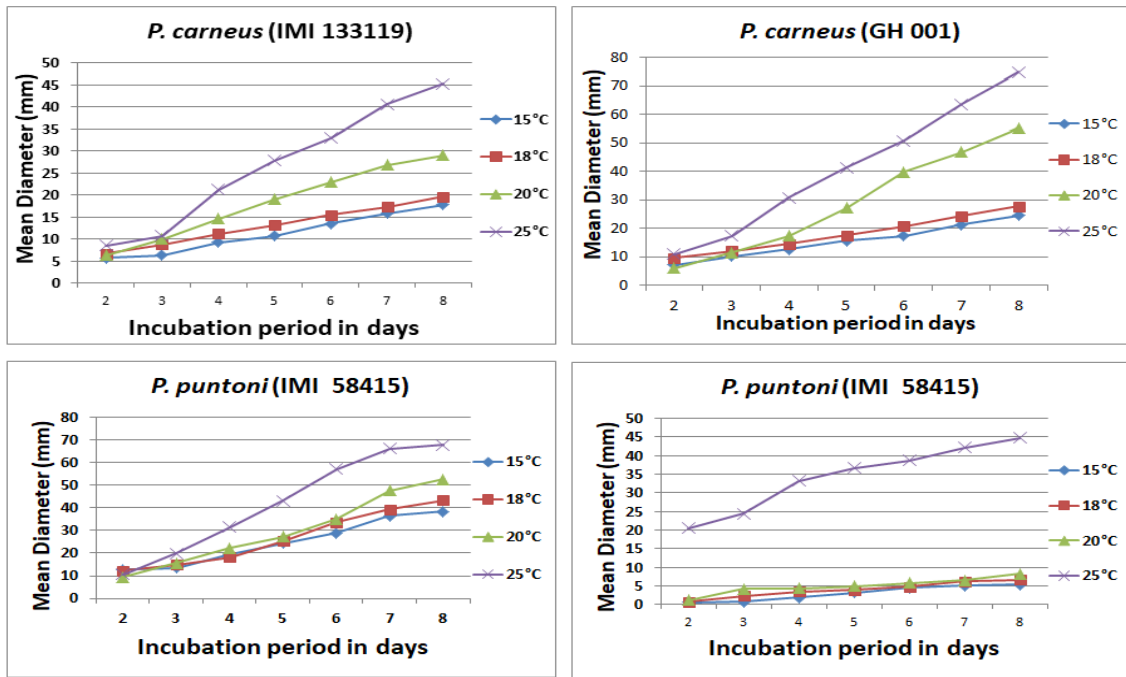 P. carneus (IMI 133119)
Mean Diameter (mm)
50
45
40
35
30
25
20
15
10
5
0
2 3 4 5 6 7 8
Incubation period in days
15°C
18°C
20°C
25°C
P. carneus (GH 001)
Mean Diameter (mm)
80
70
60
50
40
30
20
10
0
2 3 4 5 6 7 8
Incubation period in days
15°C
18°C
20°C
25°C
P. puntoni (IMI 58415)
Mean Diameter (mm)
80
70
60
50
40
30
20
10
0
2 3 4 5 6 7 8
Incubation period in days
15°C
18°C
20°C
25°C
P. puntoni (IMI 58415)
Mean Diameter (mm)
50
45
40
35
30
25
20
15
10
5
0
2 3 4 5 6 7 8
Incubation period in days
15°C
18°C
20°C
25°C